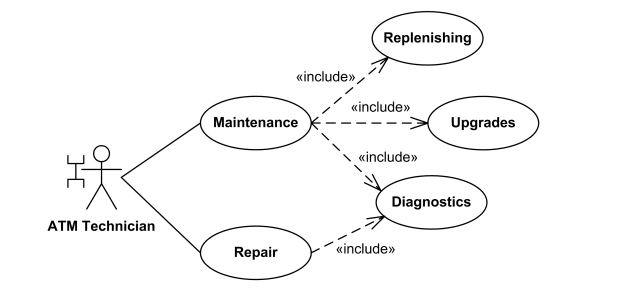 Replenishing
«include»
«include»
Maintenance
Upgrades
«include»
Diagnostics
ATM Technician
Repair
«include»